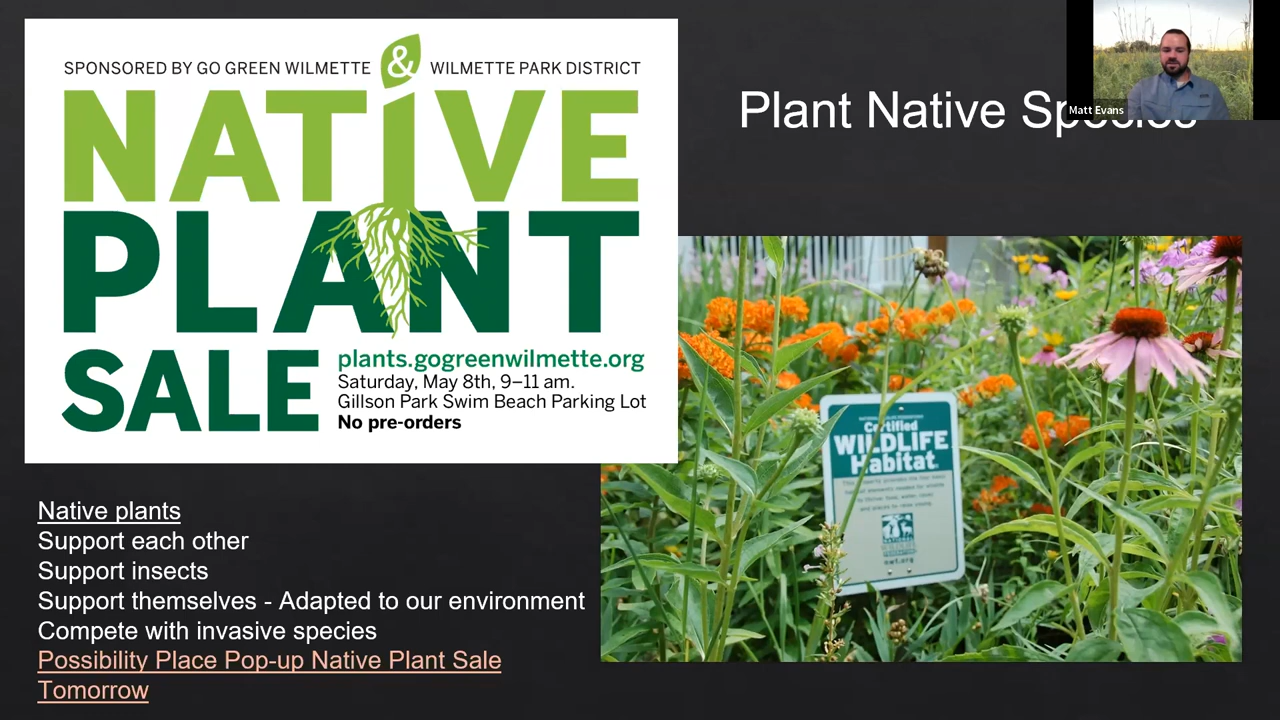 SPONSORED BY GO GREEN WILMETTE & WILMETTE PARK DISTRICT
NATIVE
PLANT
SALE
plants.gogreenwilmette.org
Saturday, May 8th, 9–11 am.
Gillson Park Swim Beach Parking Lot
No pre-orders
Plant Native Species
Matt Evans
Certified
WILDLIFE
Habitat
nwf.org
Native plants
Support each other
Support insects
Support themselves - Adapted to our environment
Compete with invasive species
Possibility Place Pop-up Native Plant Sale
Tomorrow